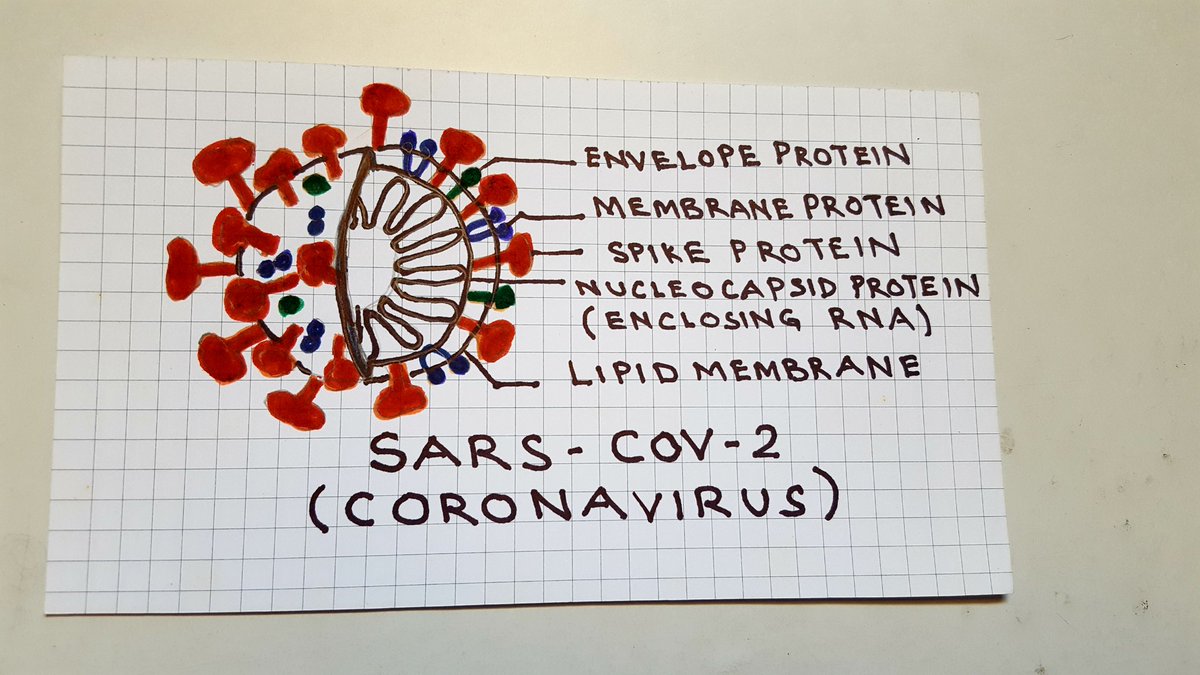 ENVELOPE PROTEIN
MEMBRANE PROTEIN
SPIKE PROTEIN
NUCLEOCAPSID PROTEIN
(ENCLOSING RNA)
LIPID MEMBRANE
SARS-COV-2
(CORONAVIRUS)